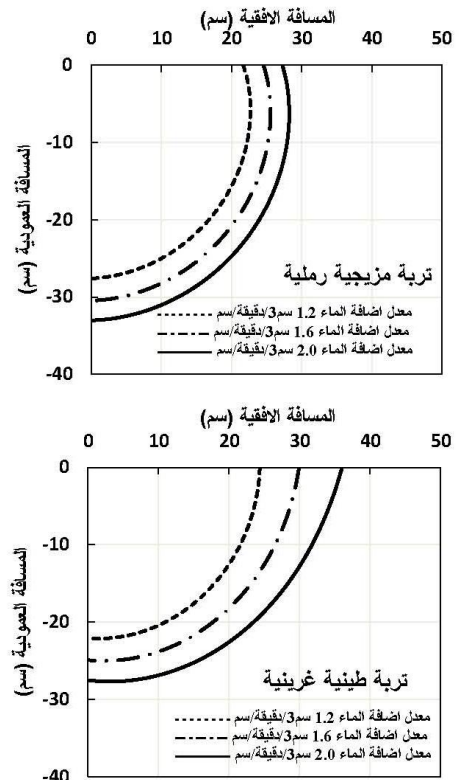 المسافة الافقية (سم)
0 10 20 30 40 50
0
-10
-20
-30
-40
المسافة العمودية (سم)
تربة مزيجية رملية
معدل اضافة الماء 1.2 سم3/دقيقة/سم
معدل اضافة الماء 1.6 سم3/دقيقة/سم
معدل اضافة الماء 2.0 سم3/دقيقة/سم
المسافة الافقية (سم)
0 10 20 30 40 50
0
-10
-20
-30
-40
المسافة العمودية (سم)
تربة طينية غرينية
معدل اضافة الماء 1.2 سم3/دقيقة/سم
معدل اضافة الماء 1.6 سم3/دقيقة/سم
معدل اضافة الماء 2.0 سم3/دقيقة/سم